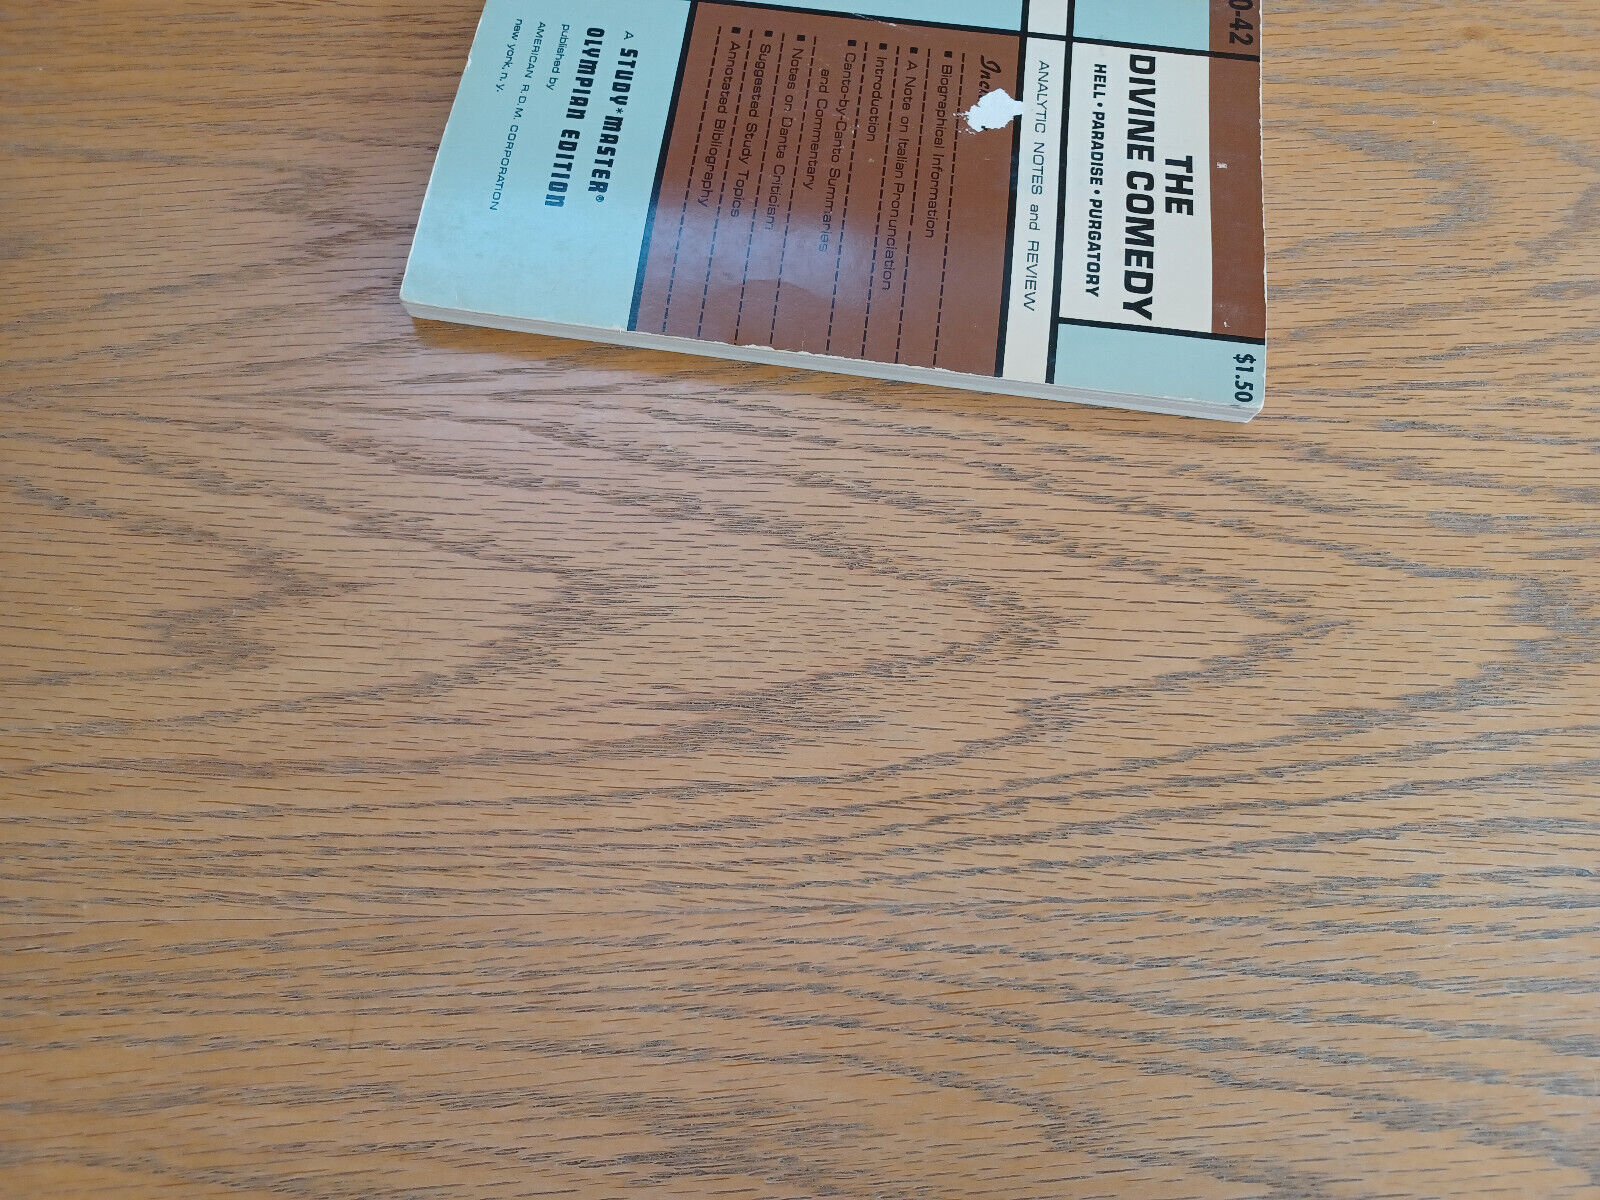 0-42
THE
DIVINE COMEDY
HELL • PARADISE • PURGATORY
$1.50
ANALYTIC NOTES and REVIEW
■ Biographical Information
■ A Note on Italian Pronunciation
■ Introduction
■ Canto-by-Canto Summaries
and Commentary
■ Notes on Dante Criticism
■ Suggested Study Topics
■ Annotated Bibliography
A STUDY*MASTER®
OLYMPIAN EDITION
published by
AMERICAN R.D.M. CORPORATION
new york, n.y.